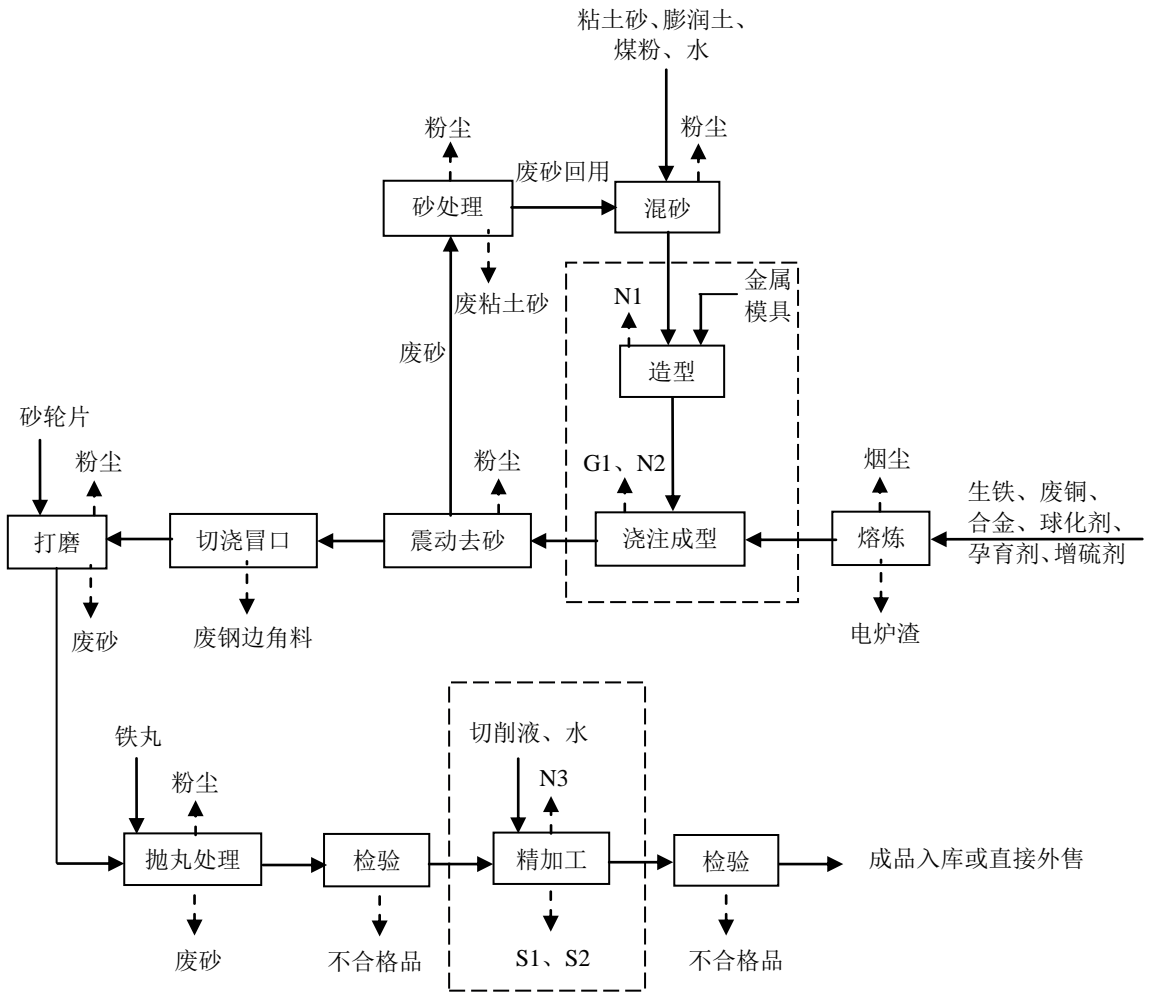 粘土砂、膨润土、
煤粉、水
粉尘
粉尘
废砂回用
砂处理
混砂
废粘土砂
N1
金属
模具
废砂
造型
砂轮片
粉尘
粉尘
G1、N2
烟尘
生铁、废铜、
合金、球化剂、
孕育剂、增硫剂
打磨
切浇冒口
震动去砂
浇注成型
熔炼
废砂
废钢边角料
电炉渣
铁丸
粉尘
切削液、水
N3
抛丸处理
检验
精加工
检验
成品入库或直接外售
废砂
不合格品
S1、S2
不合格品